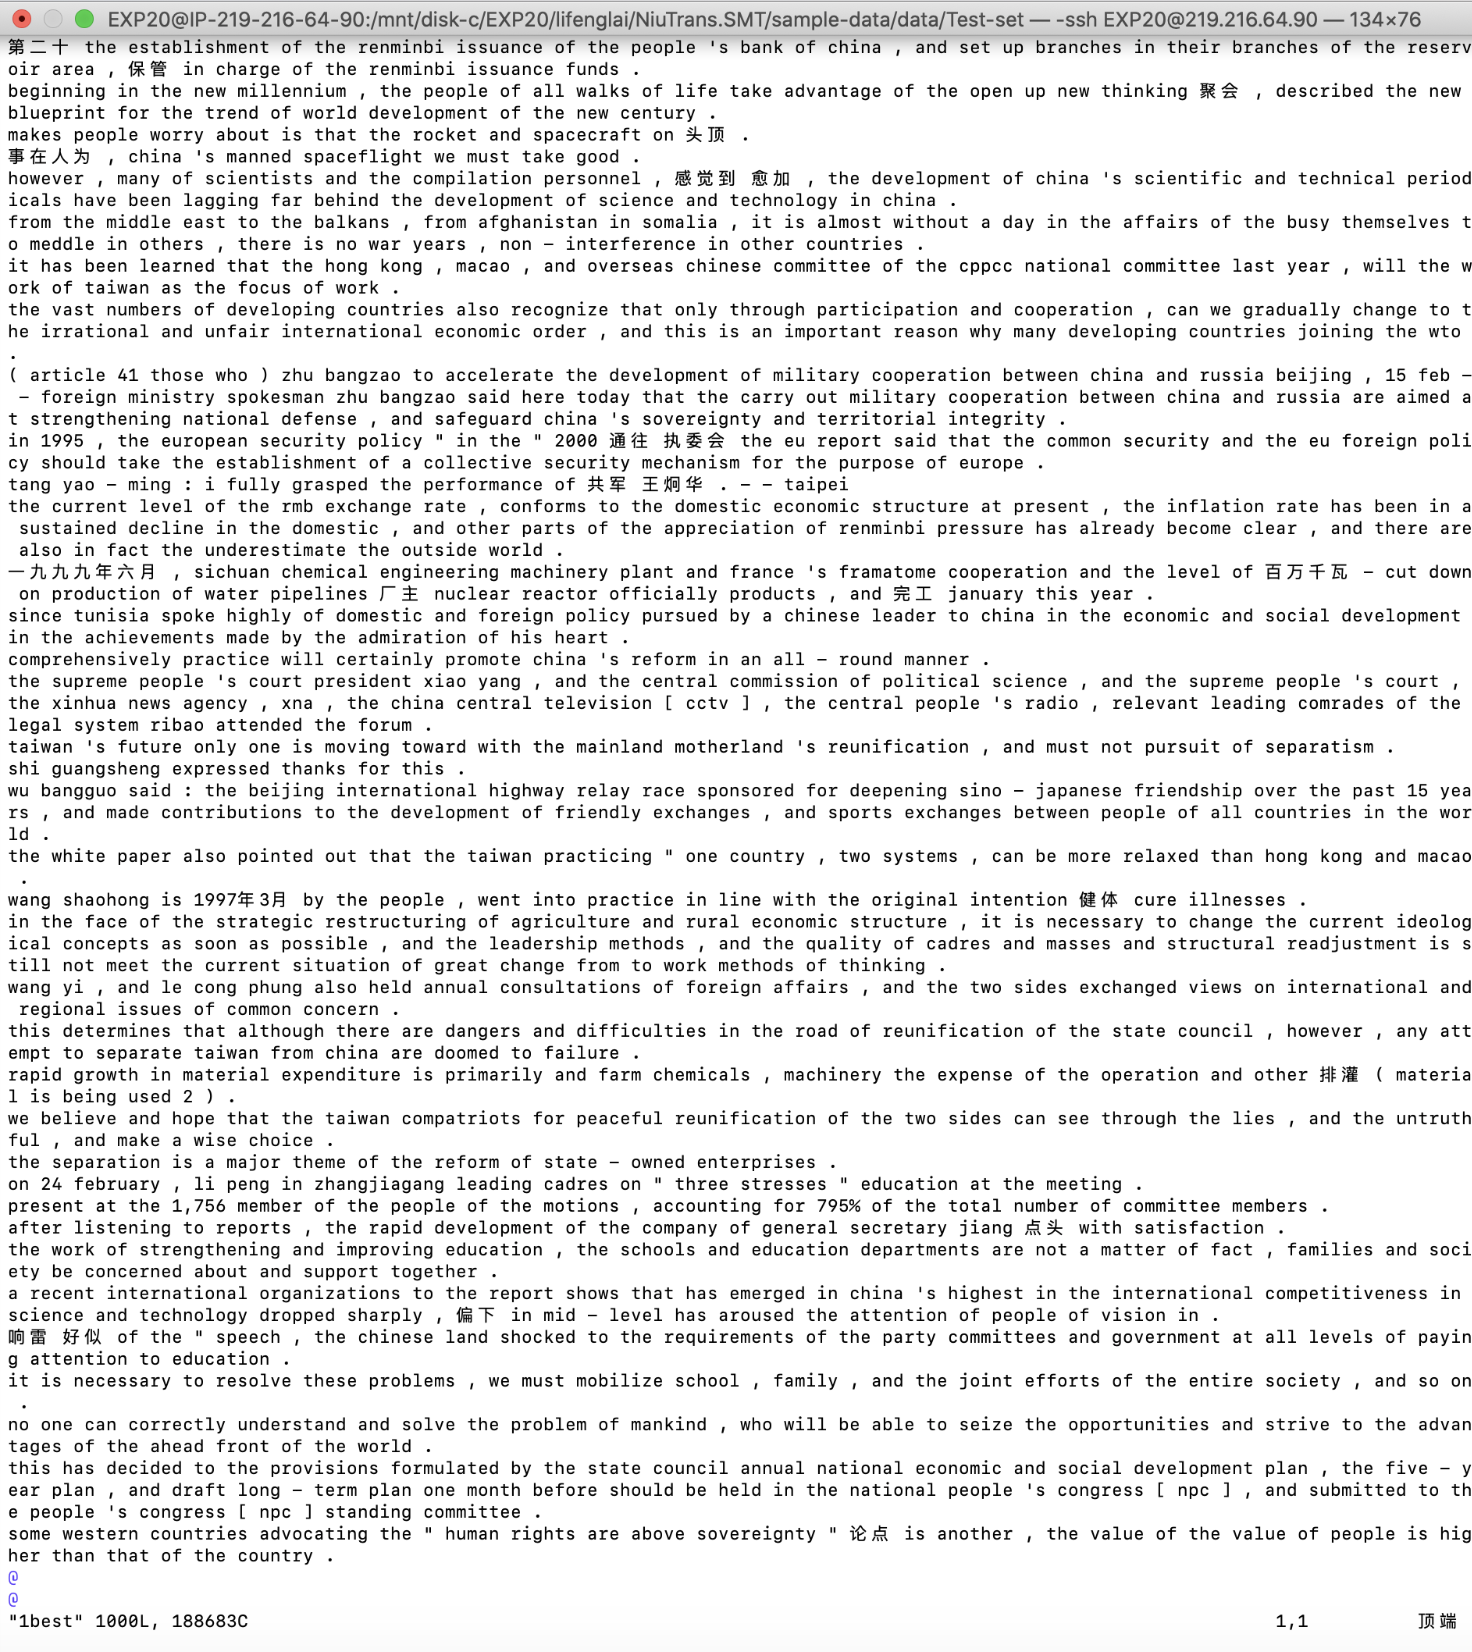 EXP20@IP-219-216-64-90:/mnt/disk-c/EXP20/lifenglai/NiuTrans.SMT/sample-data/data/Test-set — -ssh EXP20@219.216.64.90 — 134×76
第二十 the establishment of the renminbi issuance of the people 's bank of china , and set up branches in their branches of the reserv
oir area , 保管 in charge of the renminbi issuance funds .
beginning in the new millennium , the people of all walks of life take advantage of the open up new thinking 聚会 , described the new
blueprint for the trend of world development of the new century .
makes people worry about is that the rocket and spacecraft on 头顶 .
事在人为 , china 's manned spaceflight we must take good .
however , many of scientists and the compilation personnel , 感觉到 愈加 , the development of china 's scientific and technical period
icals have been lagging far behind the development of science and technology in china .
from the middle east to the balkans , from afghanistan in somalia , it is almost without a day in the affairs of the busy themselves t
o meddle in others , there is no war years , non – interference in other countries .
it has been learned that the hong kong , macao , and overseas chinese committee of the cppcc national committee last year , will the w
ork of taiwan as the focus of work .
the vast numbers of developing countries also recognize that only through participation and cooperation , can we gradually change to t
he irrational and unfair international economic order , and this is an important reason why many developing countries joining the wto
.
( article 41 those who ) zhu bangzao to accelerate the development of military cooperation between china and russia beijing , 15 feb –
– foreign ministry spokesman zhu bangzao said here today that the carry out military cooperation between china and russia are aimed a
t strengthening national defense , and safeguard china 's sovereignty and territorial integrity .
in 1995 , the european security policy " in the " 2000 通往 执委会 the eu report said that the common security and the eu foreign poli
cy should take the establishment of a collective security mechanism for the purpose of europe .
tang yao – ming : i fully grasped the performance of 共军 王炯华 . – – taipei
the current level of the rmb exchange rate , conforms to the domestic economic structure at present , the inflation rate has been in a
sustained decline in the domestic , and other parts of the appreciation of renminbi pressure has already become clear , and there are
also in fact the underestimate the outside world .
一九九九年六月 , sichuan chemical engineering machinery plant and france 's framatome cooperation and the level of 百万千瓦 – cut down
on production of water pipelines 厂主 nuclear reactor officially products , and 完工 january this year .
since tunisia spoke highly of domestic and foreign policy pursued by a chinese leader to china in the economic and social development
in the achievements made by the admiration of his heart .
comprehensively practice will certainly promote china 's reform in an all – round manner .
the supreme people 's court president xiao yang , and the central commission of political science , and the supreme people 's court ,
the xinhua news agency , xna , the china central television [ cctv ] , the central people 's radio , relevant leading comrades of the
legal system ribao attended the forum .
taiwan 's future only one is moving toward with the mainland motherland 's reunification , and must not pursuit of separatism .
shi guangsheng expressed thanks for this .
wu bangguo said : the beijing international highway relay race sponsored for deepening sino – japanese friendship over the past 15 yea
rs , and made contributions to the development of friendly exchanges , and sports exchanges between people of all countries in the wor
ld .
the white paper also pointed out that the taiwan practicing " one country , two systems , can be more relaxed than hong kong and macao
.
wang shaohong is 1997年3月 by the people , went into practice in line with the original intention 健体 cure illnesses .
in the face of the strategic restructuring of agriculture and rural economic structure , it is necessary to change the current ideolog
ical concepts as soon as possible , and the leadership methods , and the quality of cadres and masses and structural readjustment is s
till not meet the current situation of great change from to work methods of thinking .
wang yi , and le cong phung also held annual consultations of foreign affairs , and the two sides exchanged views on international and
regional issues of common concern .
this determines that although there are dangers and difficulties in the road of reunification of the state council , however , any att
empt to separate taiwan from china are doomed to failure .
rapid growth in material expenditure is primarily and farm chemicals , machinery the expense of the operation and other 排灌 ( materia
l is being used 2 ) .
we believe and hope that the taiwan compatriots for peaceful reunification of the two sides can see through the lies , and the untruth
ful , and make a wise choice .
the separation is a major theme of the reform of state – owned enterprises .
on 24 february , li peng in zhangjiagang leading cadres on " three stresses " education at the meeting .
present at the 1,756 member of the people of the motions , accounting for 795% of the total number of committee members .
after listening to reports , the rapid development of the company of general secretary jiang 点头 with satisfaction .
the work of strengthening and improving education , the schools and education departments are not a matter of fact , families and soci
ety be concerned about and support together .
a recent international organizations to the report shows that has emerged in china 's highest in the international competitiveness in
science and technology dropped sharply , 偏下 in mid – level has aroused the attention of people of vision in .
响雷 好似 of the " speech , the chinese land shocked to the requirements of the party committees and government at all levels of payin
g attention to education .
it is necessary to resolve these problems , we must mobilize school , family , and the joint efforts of the entire society , and so on
.
no one can correctly understand and solve the problem of mankind , who will be able to seize the opportunities and strive to the advan
tages of the ahead front of the world .
this has decided to the provisions formulated by the state council annual national economic and social development plan , the five – y
ear plan , and draft long – term plan one month before should be held in the national people 's congress [ npc ] , and submitted to th
e people 's congress [ npc ] standing committee .
some western countries advocating the " human rights are above sovereignty " 论点 is another , the value of the value of people is hig
her than that of the country .
@
@
"1best" 1000L, 188683C 1,1 顶端